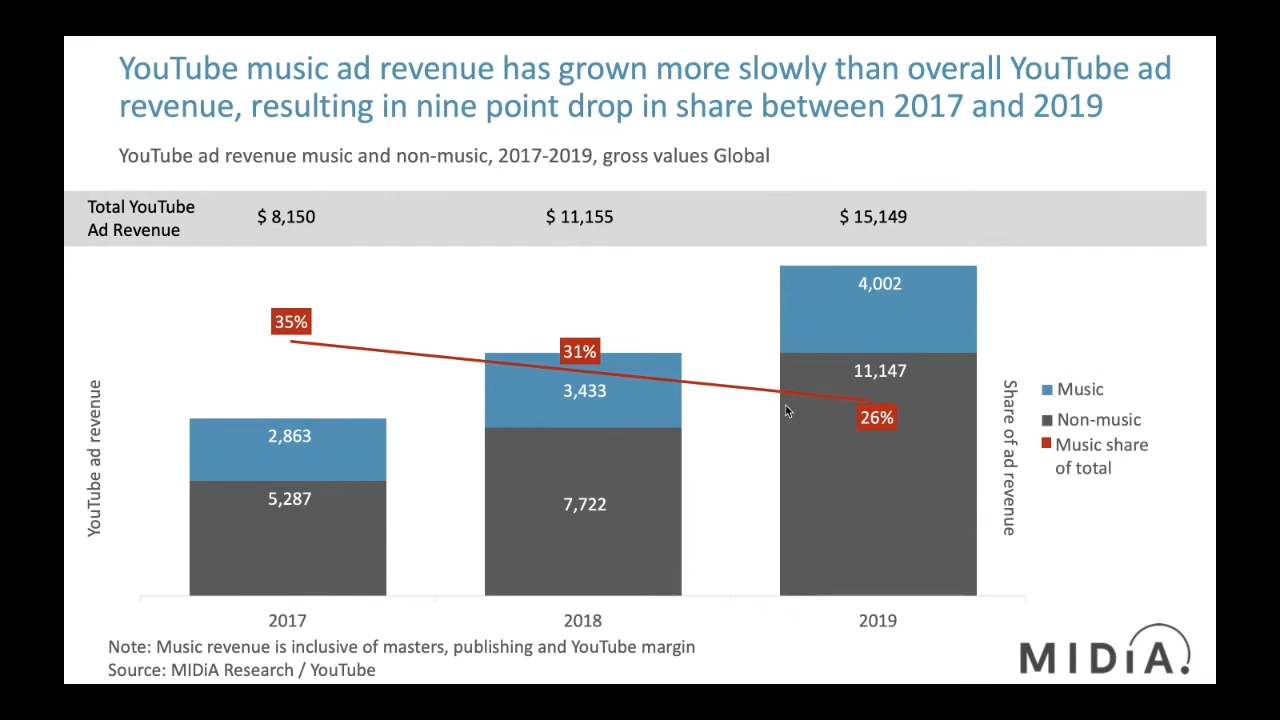 YouTube music ad revenue has grown more slowly than overall YouTube ad
revenue, resulting in nine point drop in share between 2017 and 2019
YouTube ad revenue music and non-music, 2017-2019, gross values Global
Total YouTube
Ad Revenue
$ 8,150
$ 11,155
$ 15,149
35%
31%
26%
2,863
5,287
3,433
7,722
4,002
11,147
YouTube ad revenue
Share of ad revenue
Music
Non-music
Music share
of total
2017
2018
2019
Note: Music revenue is inclusive of masters, publishing and YouTube margin
Source: MIDiA Research / YouTube
MIDiA.